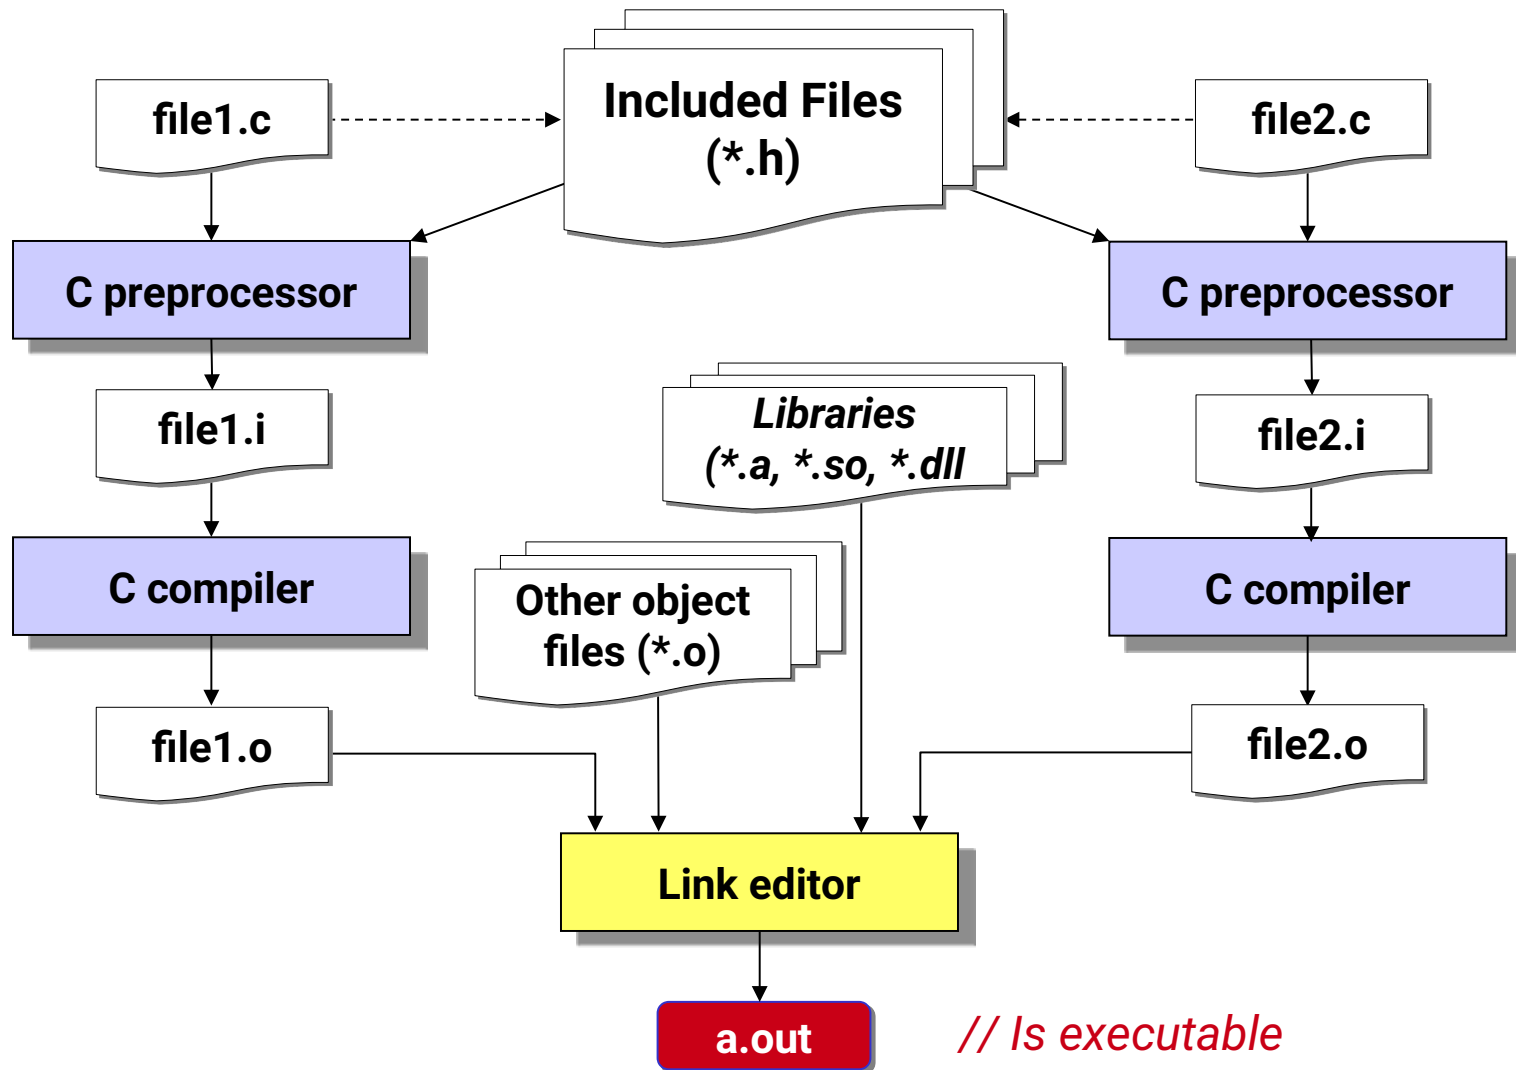 file1.c
Included Files
(*.h)
file2.c
C preprocessor
C preprocessor
file1.i
Libraries
(*.a, *.so, *.dll
file2.i
C compiler
Other object
files (*.o)
C compiler
file1.o
file2.o
Link editor
a.out
// Is executable